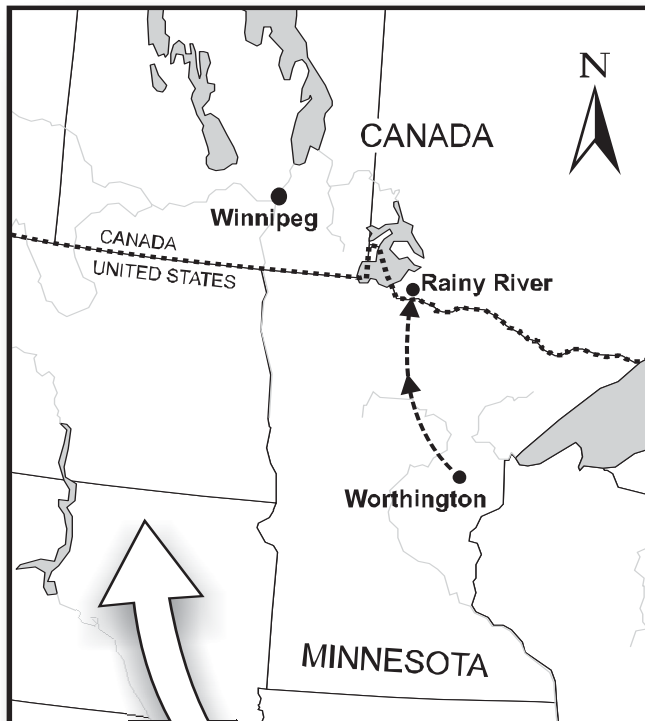 N
CANADA
Winnipeg
CANADA
UNITED STATES
Rainy River
Worthington
MINNESOTA